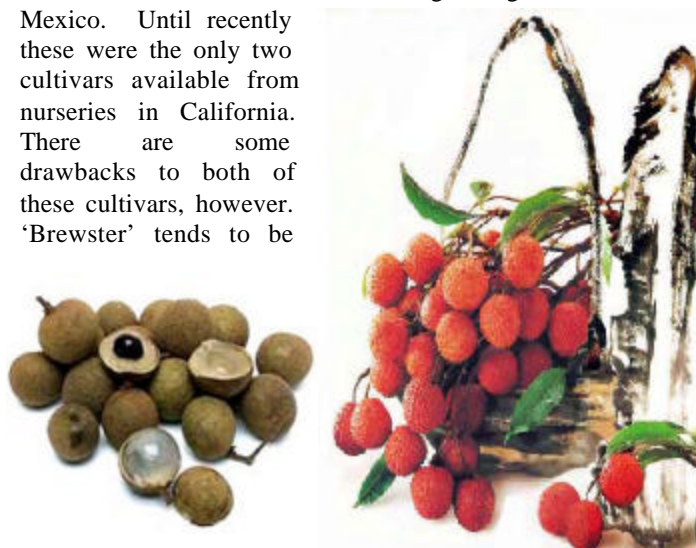 Mexico. Until recently
these were the only two
cultivars available from
nurseries in California.
There are some
drawbacks to both of
these cultivars, however.
‘Brewster’ tends to be